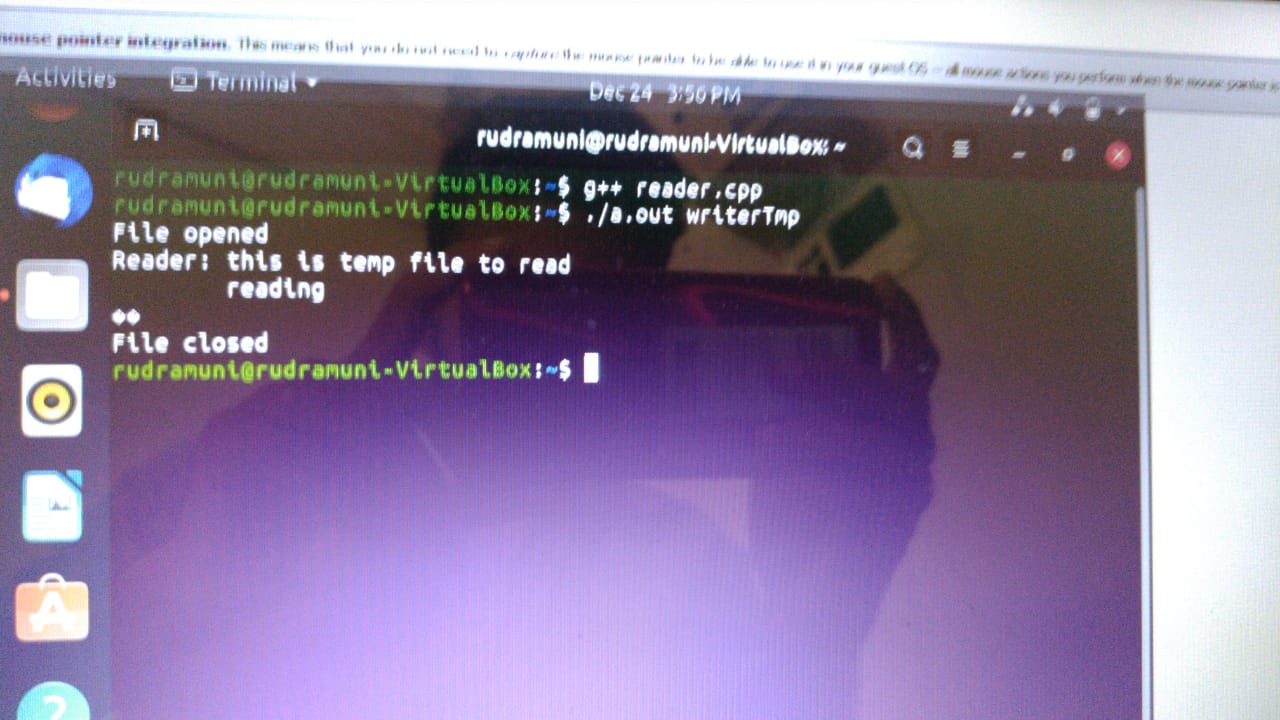 mouse pointer integration. This means that you do not need to capture the mouse pointer to be able to use it in your guest OS -- all mouse actions you perform when the mouse pointer is
Activities Terminal Dec 24 3:50 PM
rudramuni@rudramuni-VirtualBox: ~
rudramuni@rudramuni-VirtualBox:~$ g++ reader.cpp
rudramuni@rudramuni-VirtualBox:~$ ./a.out writerTmp
File opened
Reader: this is temp file to read
reading
��
File closed
rudramuni@rudramuni-VirtualBox:~$